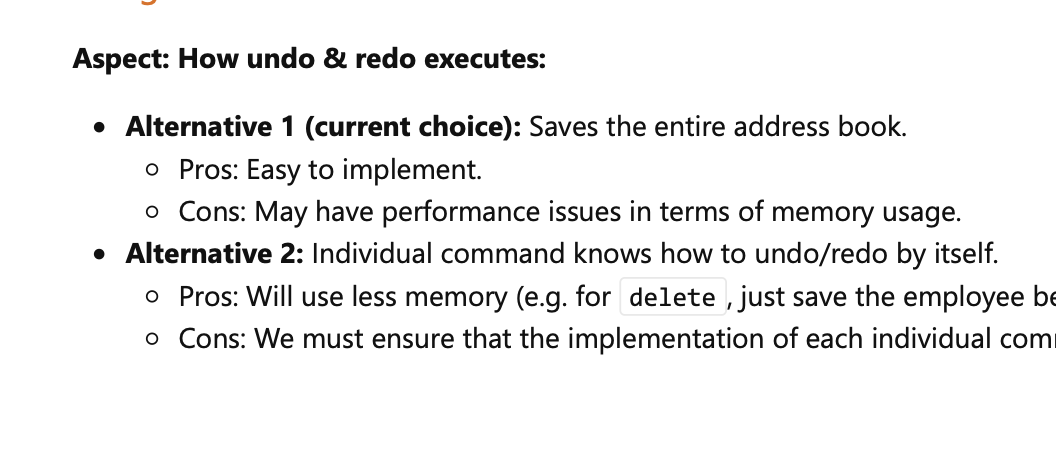 Aspect: How undo & redo executes:
• Alternative 1 (current choice): Saves the entire address book.
◦ Pros: Easy to implement.
◦ Cons: May have performance issues in terms of memory usage.
• Alternative 2: Individual command knows how to undo/redo by itself.
◦ Pros: Will use less memory (e.g. for delete, just save the employee be
◦ Cons: We must ensure that the implementation of each individual com